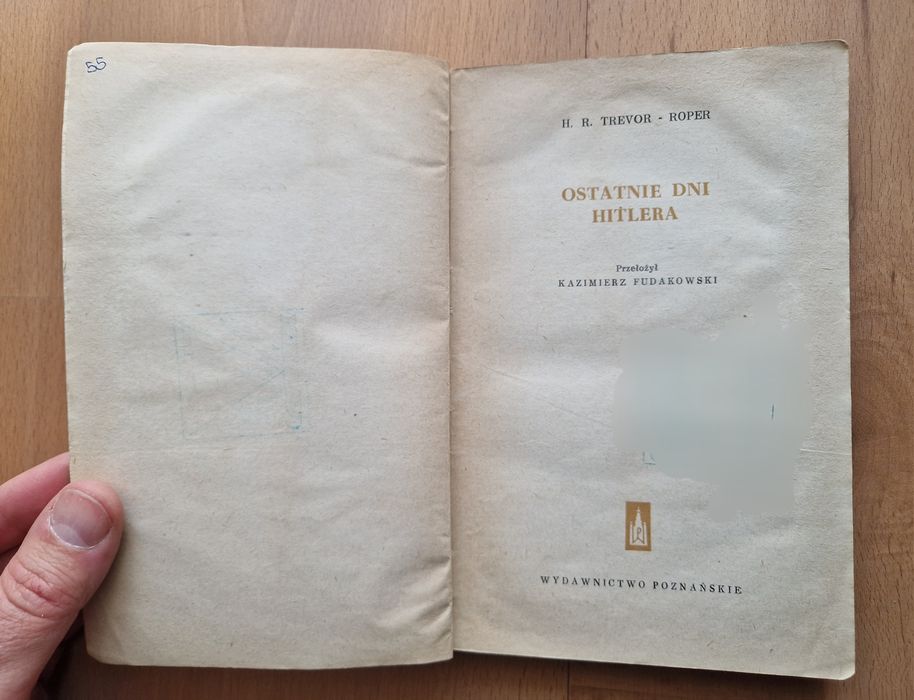 55
H. R. TREVOR - ROPER
OSTATNIE DNI
HITLERA
Przełożył
KAZIMIERZ FUDAKOWSKI
WYDAWNICTWO POZNAŃSKIE